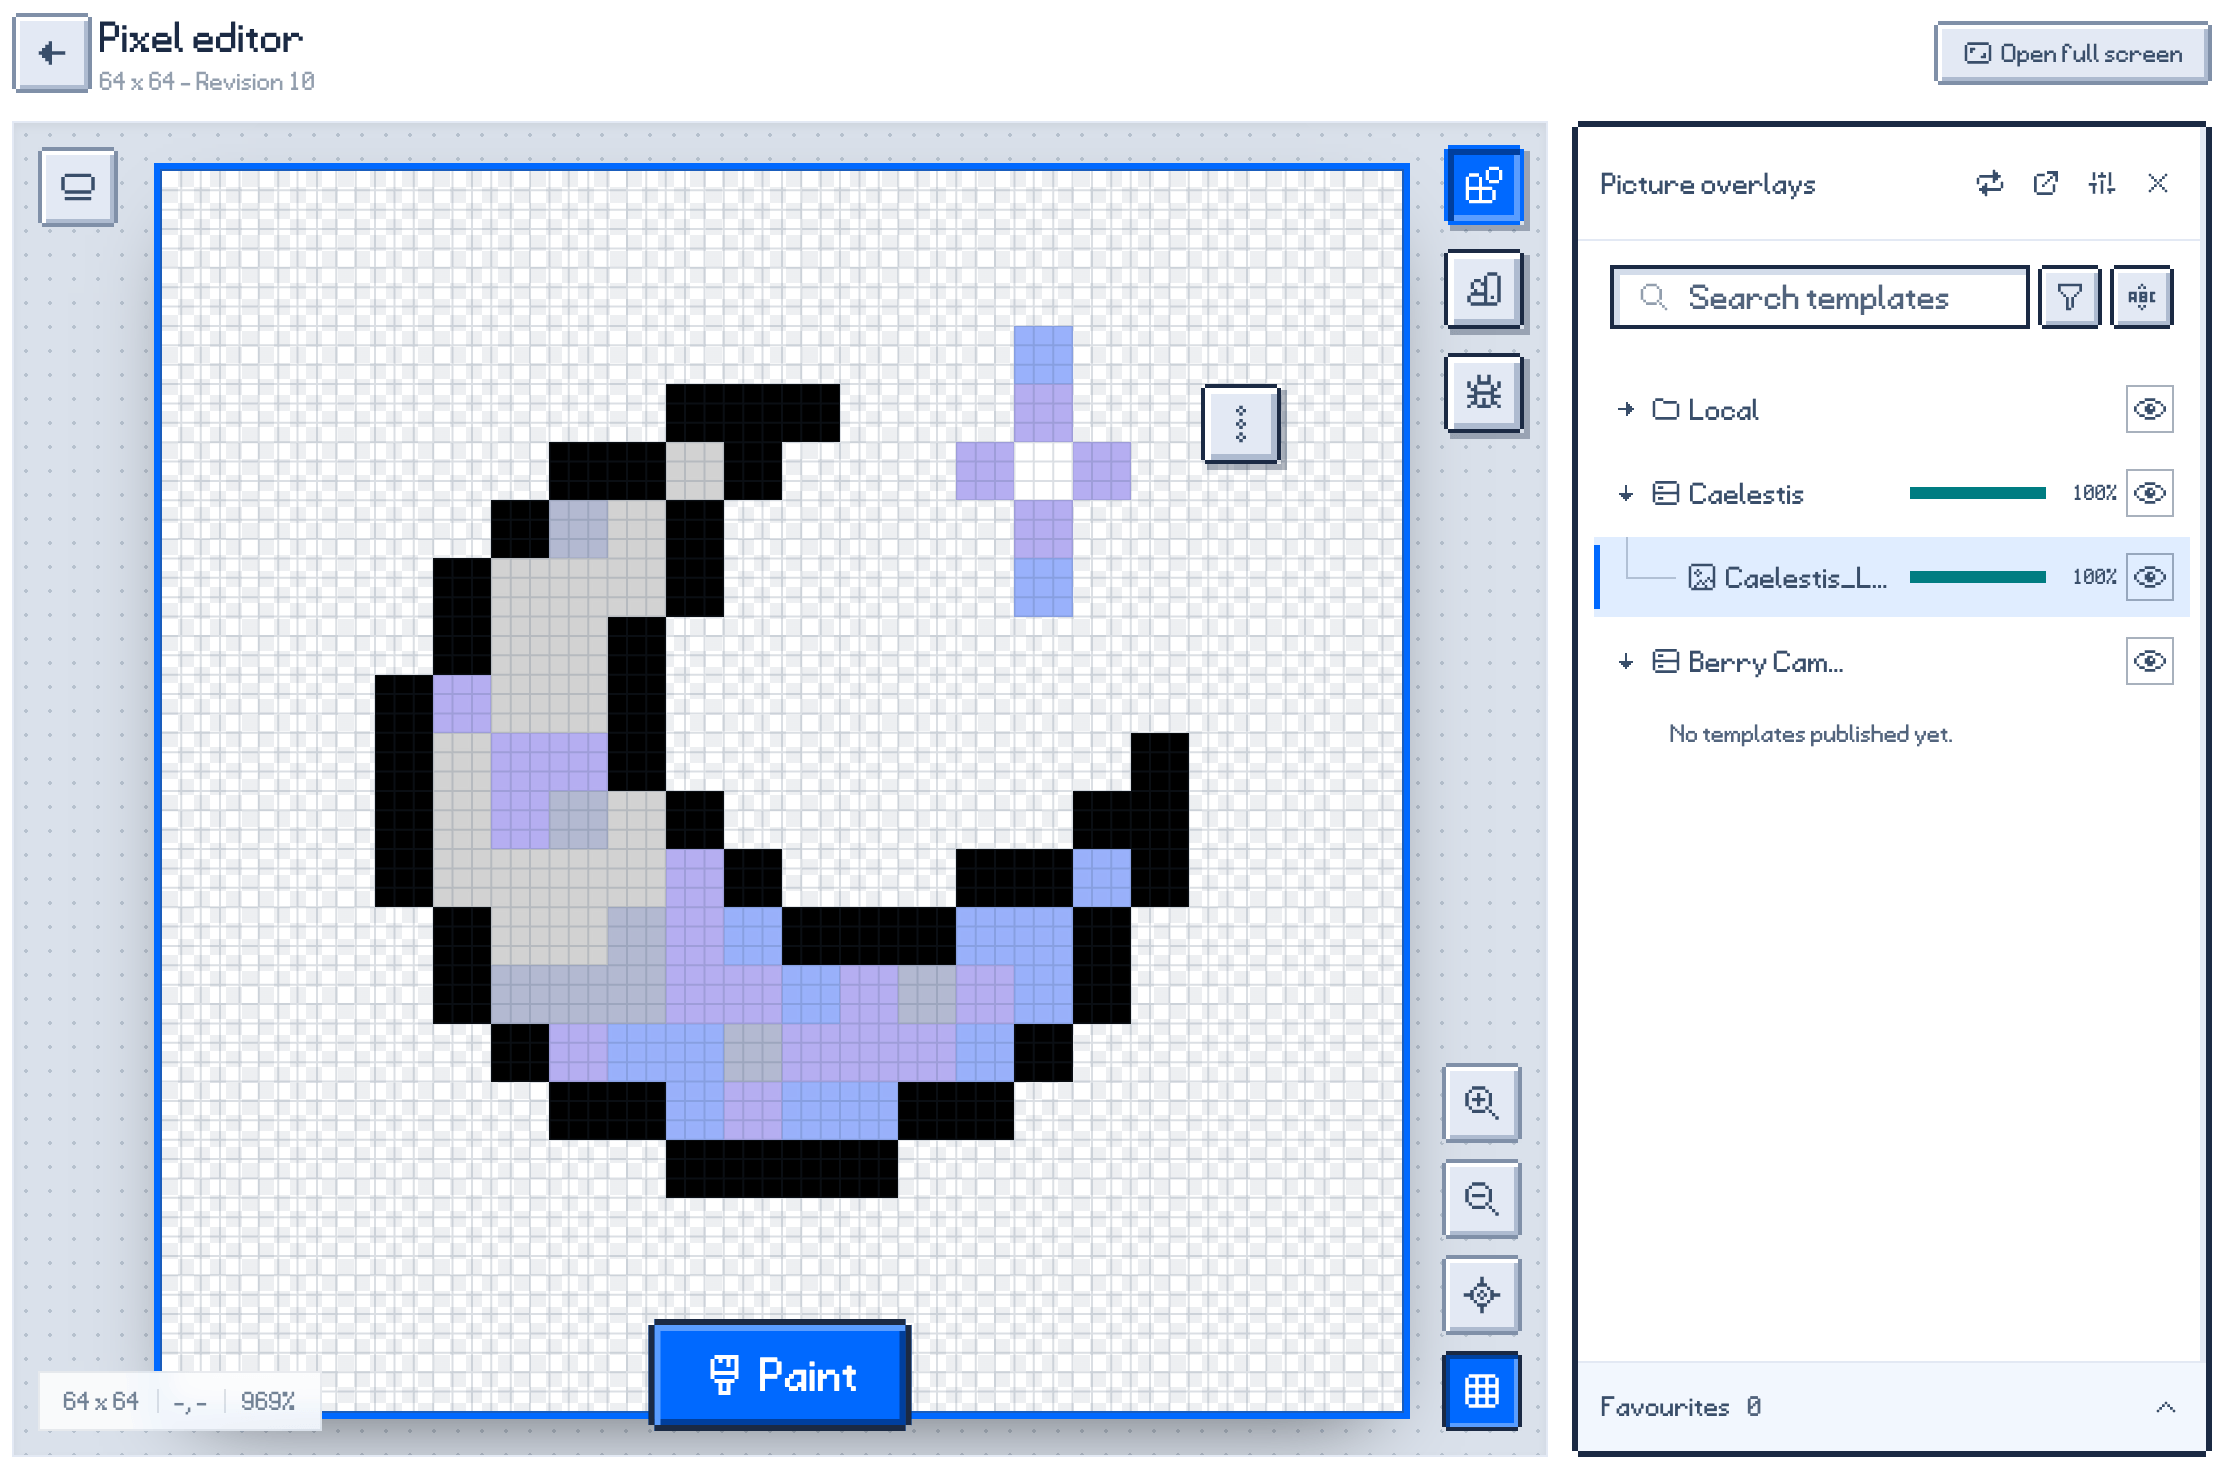 Pixel editor
64 x 64 - Revision 10
Open full screen
Picture overlays
Search templates
ABC
Local
Caelestis 100%
Caelestis_L... 100%
Berry Cam...
No templates published yet.
Paint
64 x 64 -,- 969%
Favourites 0